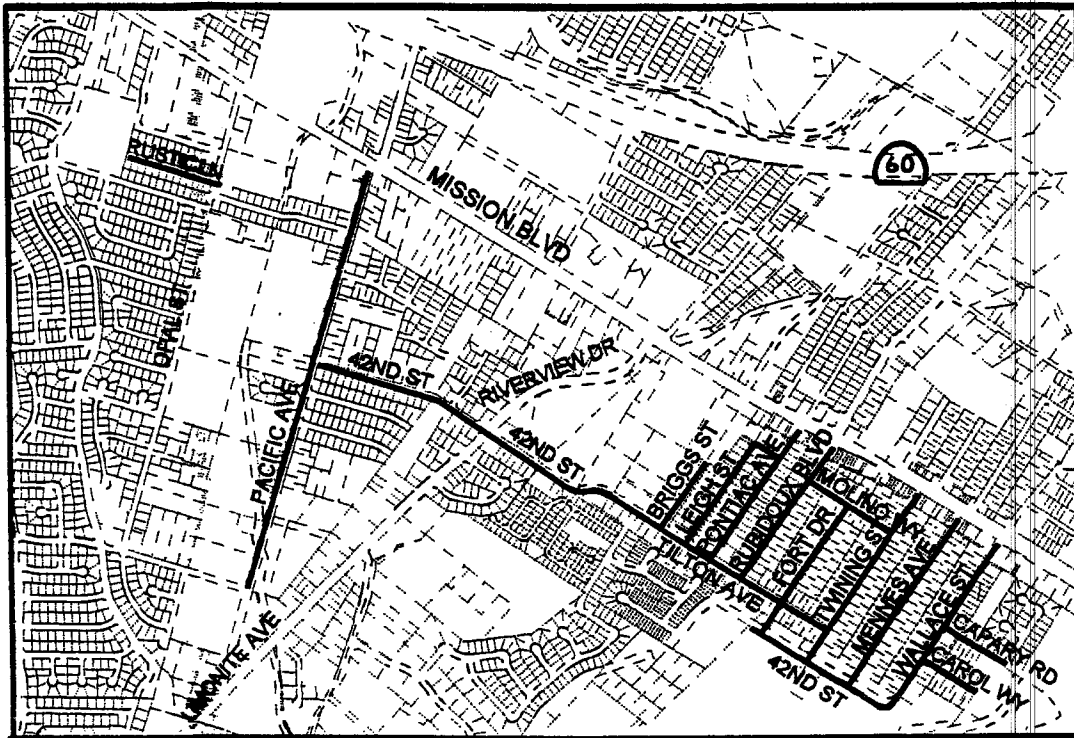 60
RUSTIC LN
MISSION BLVD
OPAL ST
42ND ST
RIVERVIEW DR
PACIFIC AVE
42ND ST
BRIGGS ST
LEIGH ST
PONTIAC AVE
RUBIDOUX BLVD
MOLINO WY
TILTON AVE
FORT DR
TWINING ST
MENNES AVE
WALLACE ST
CAPARY RD
CAROL WY
42ND ST
LIMONITE AVE